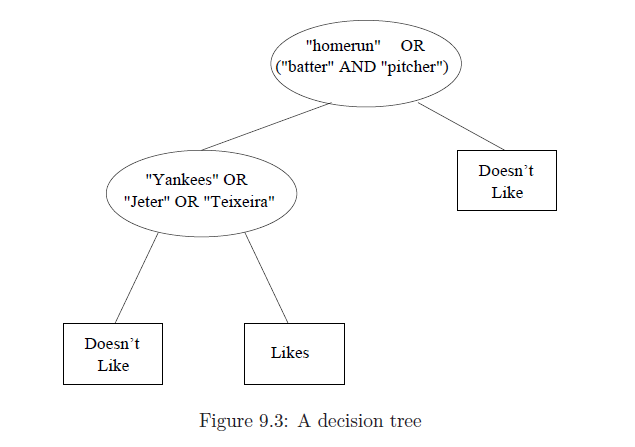 "homerun" OR
("batter" AND "pitcher")
"Yankees" OR
"Jeter" OR "Teixeira"
Doesn't
Like
Doesn't
Like
Likes
Figure 9.3: A decision tree